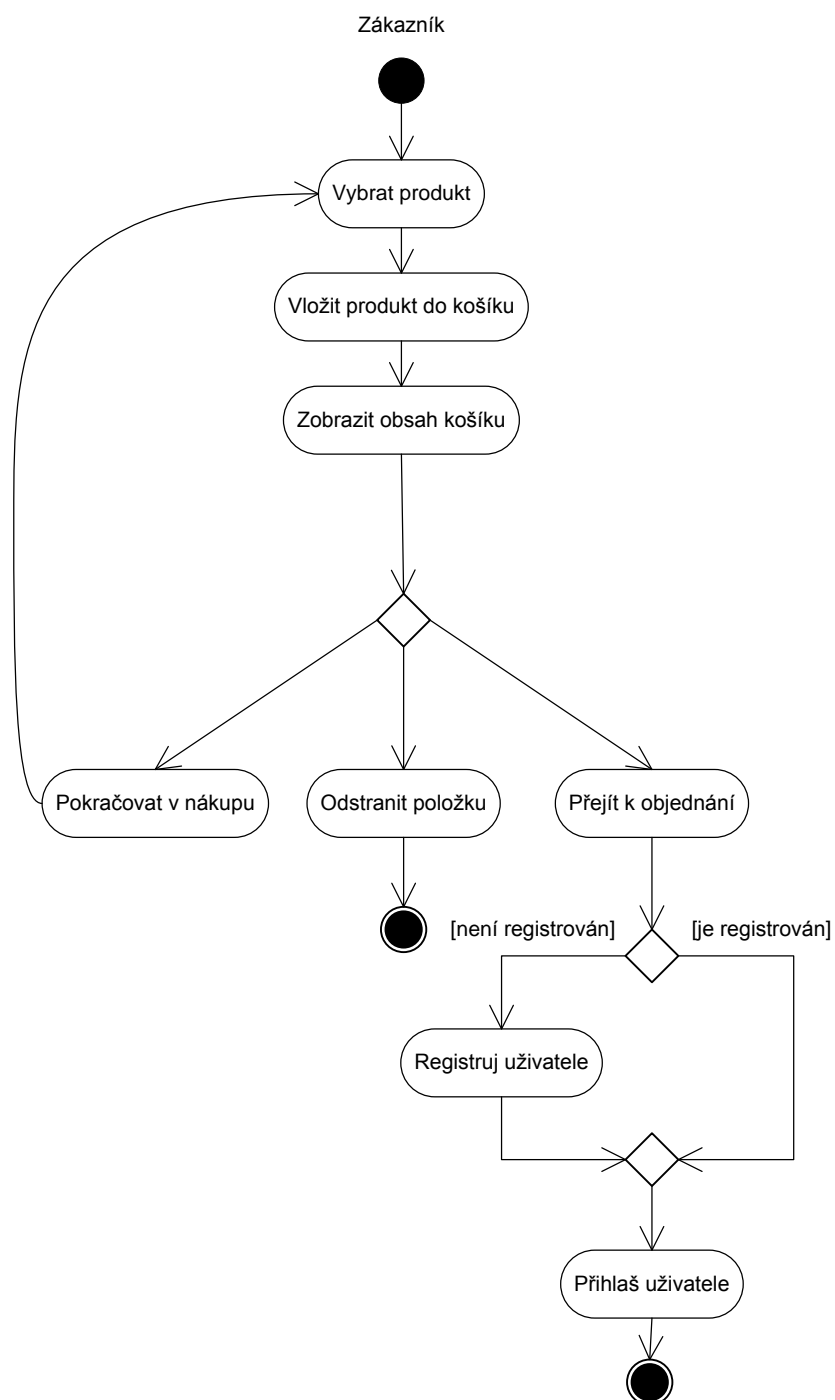 Zákazník
Vybrat produkt
Vložit produkt do košíku
Zobrazit obsah košíku
Pokračovat v nákupu
Odstranit položku
Přejít k objednání
[není registrován]
[je registrován]
Registruj uživatele
Přihlaš uživatele